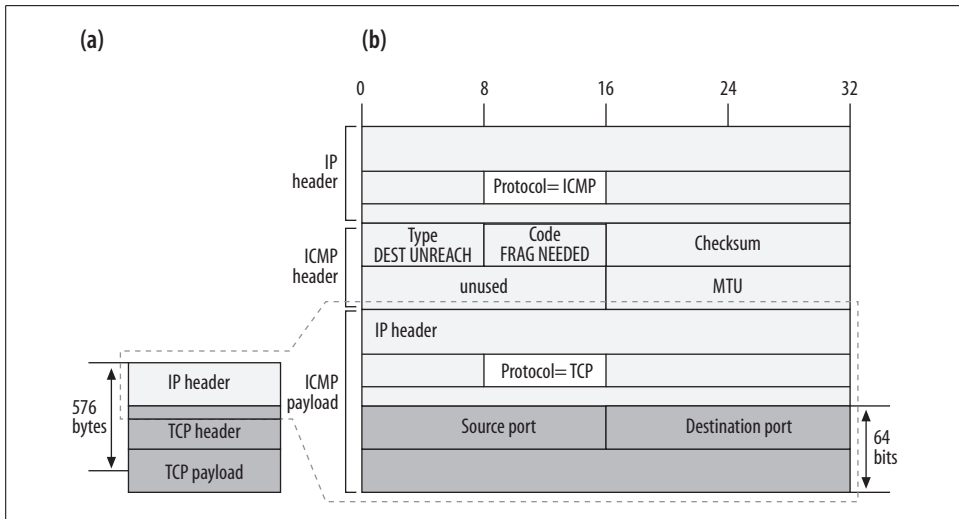 (a)
(b)
0 8 16 24 32
IP
header
Protocol= ICMP
ICMP
header
Type
DEST UNREACH
Code
FRAG NEEDED
Checksum
unused
MTU
ICMP
payload
IP header
Protocol= TCP
Source port
Destination port
64
bits
576
bytes
IP header
TCP header
TCP payload